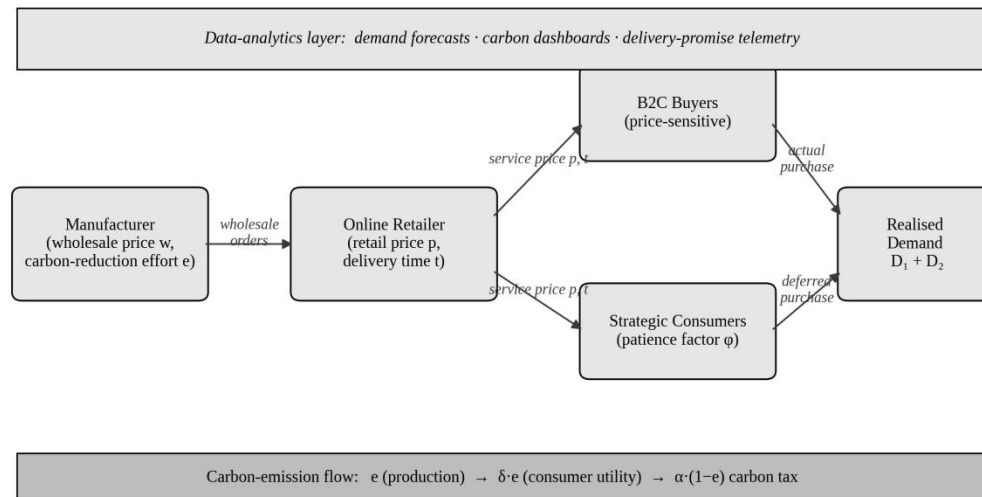 Data-analytics layer: demand forecasts · carbon dashboards · delivery-promise telemetry
B2C Buyers
(price-sensitive)
service price p, t
actual
purchase
Manufacturer
(wholesale price w,
carbon-reduction effort e)
wholesale
orders
Online Retailer
(retail price p,
delivery time t)
Realised
Demand
D₁ + D₂
service price p, t
deferred
purchase
Strategic Consumers
(patience factor φ)
Carbon-emission flow: e (production) → δ·e (consumer utility) → α·(1−e) carbon tax